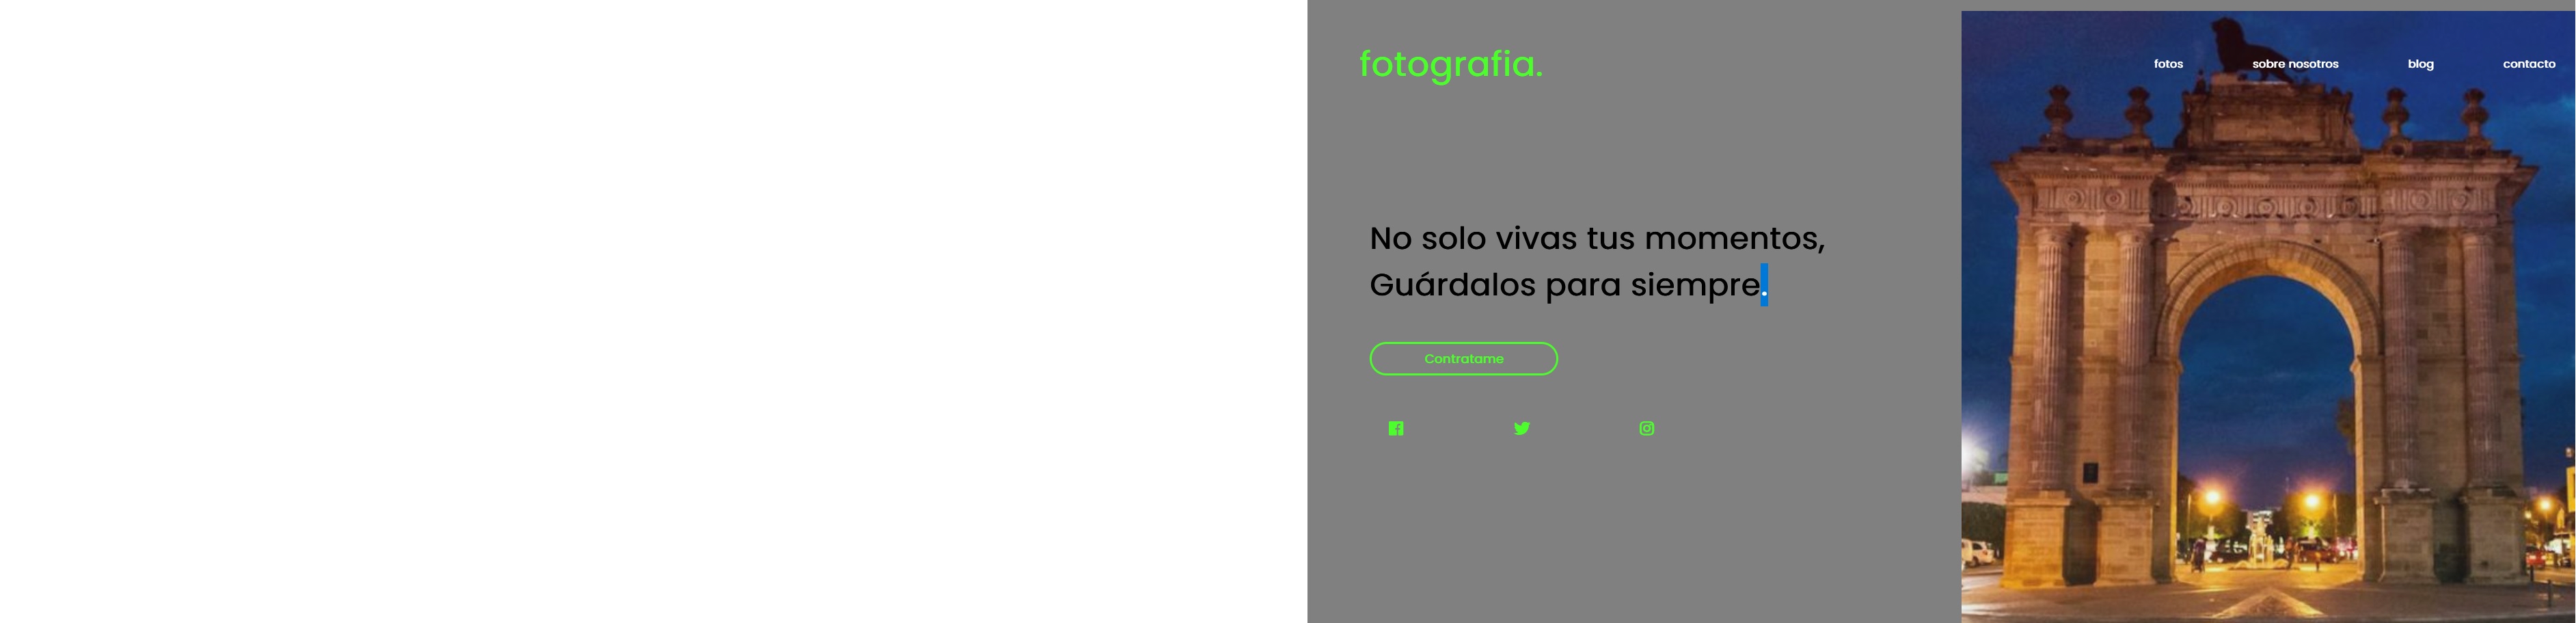 fotografia.
fotos
sobre nosotros
blog
contacto
No solo vivas tus momentos,
Guárdalos para siempre.
Contratame